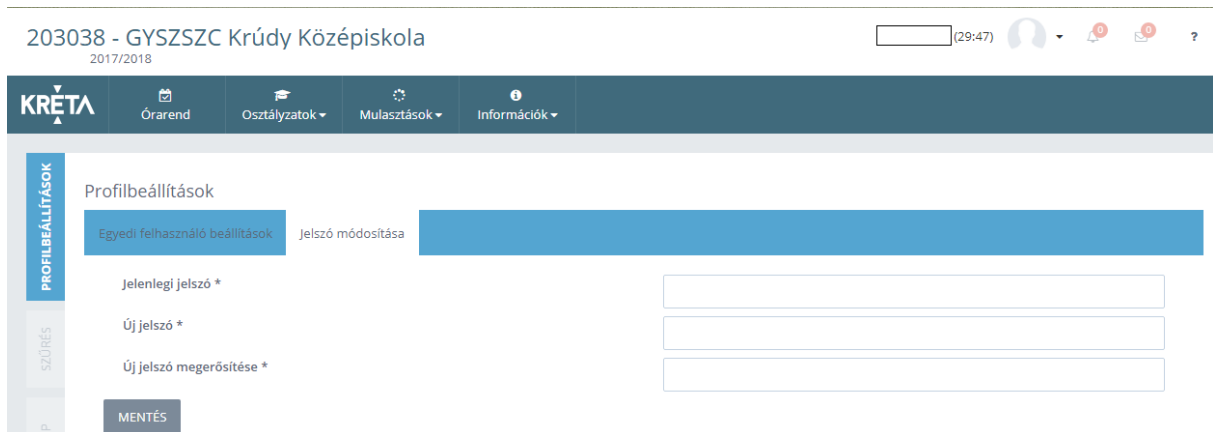 203038 - GYSZSZC Krúdy Középiskola
2017/2018
(29:47)
0
0
?
KRÉTA
Órarend
Osztályzatok
Mulasztások
Információk
PROFILBEÁLLÍTÁSOK
SZŰRÉS
P
Profilbeállítások
Egyedi felhasználó beállítások
Jelszó módosítása
Jelenlegi jelszó *
Új jelszó *
Új jelszó megerősítése *
MENTÉS